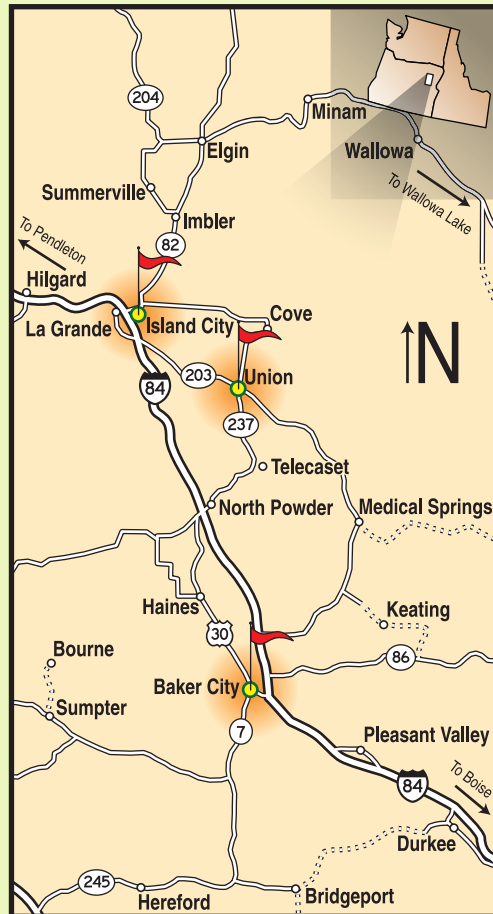 204
Minam
Elgin
Wallowa
To Wallowa Lake
Summerville
Imbler
To Pendleton
82
Hilgard
La Grande
Island City
Cove
N
203
Union
84
237
Telecaset
North Powder
Medical Springs
Haines
Keating
30
Bourne
86
Baker City
Sumpter
7
Pleasant Valley
To Boise
84
Durkee
245
Hereford
Bridgeport